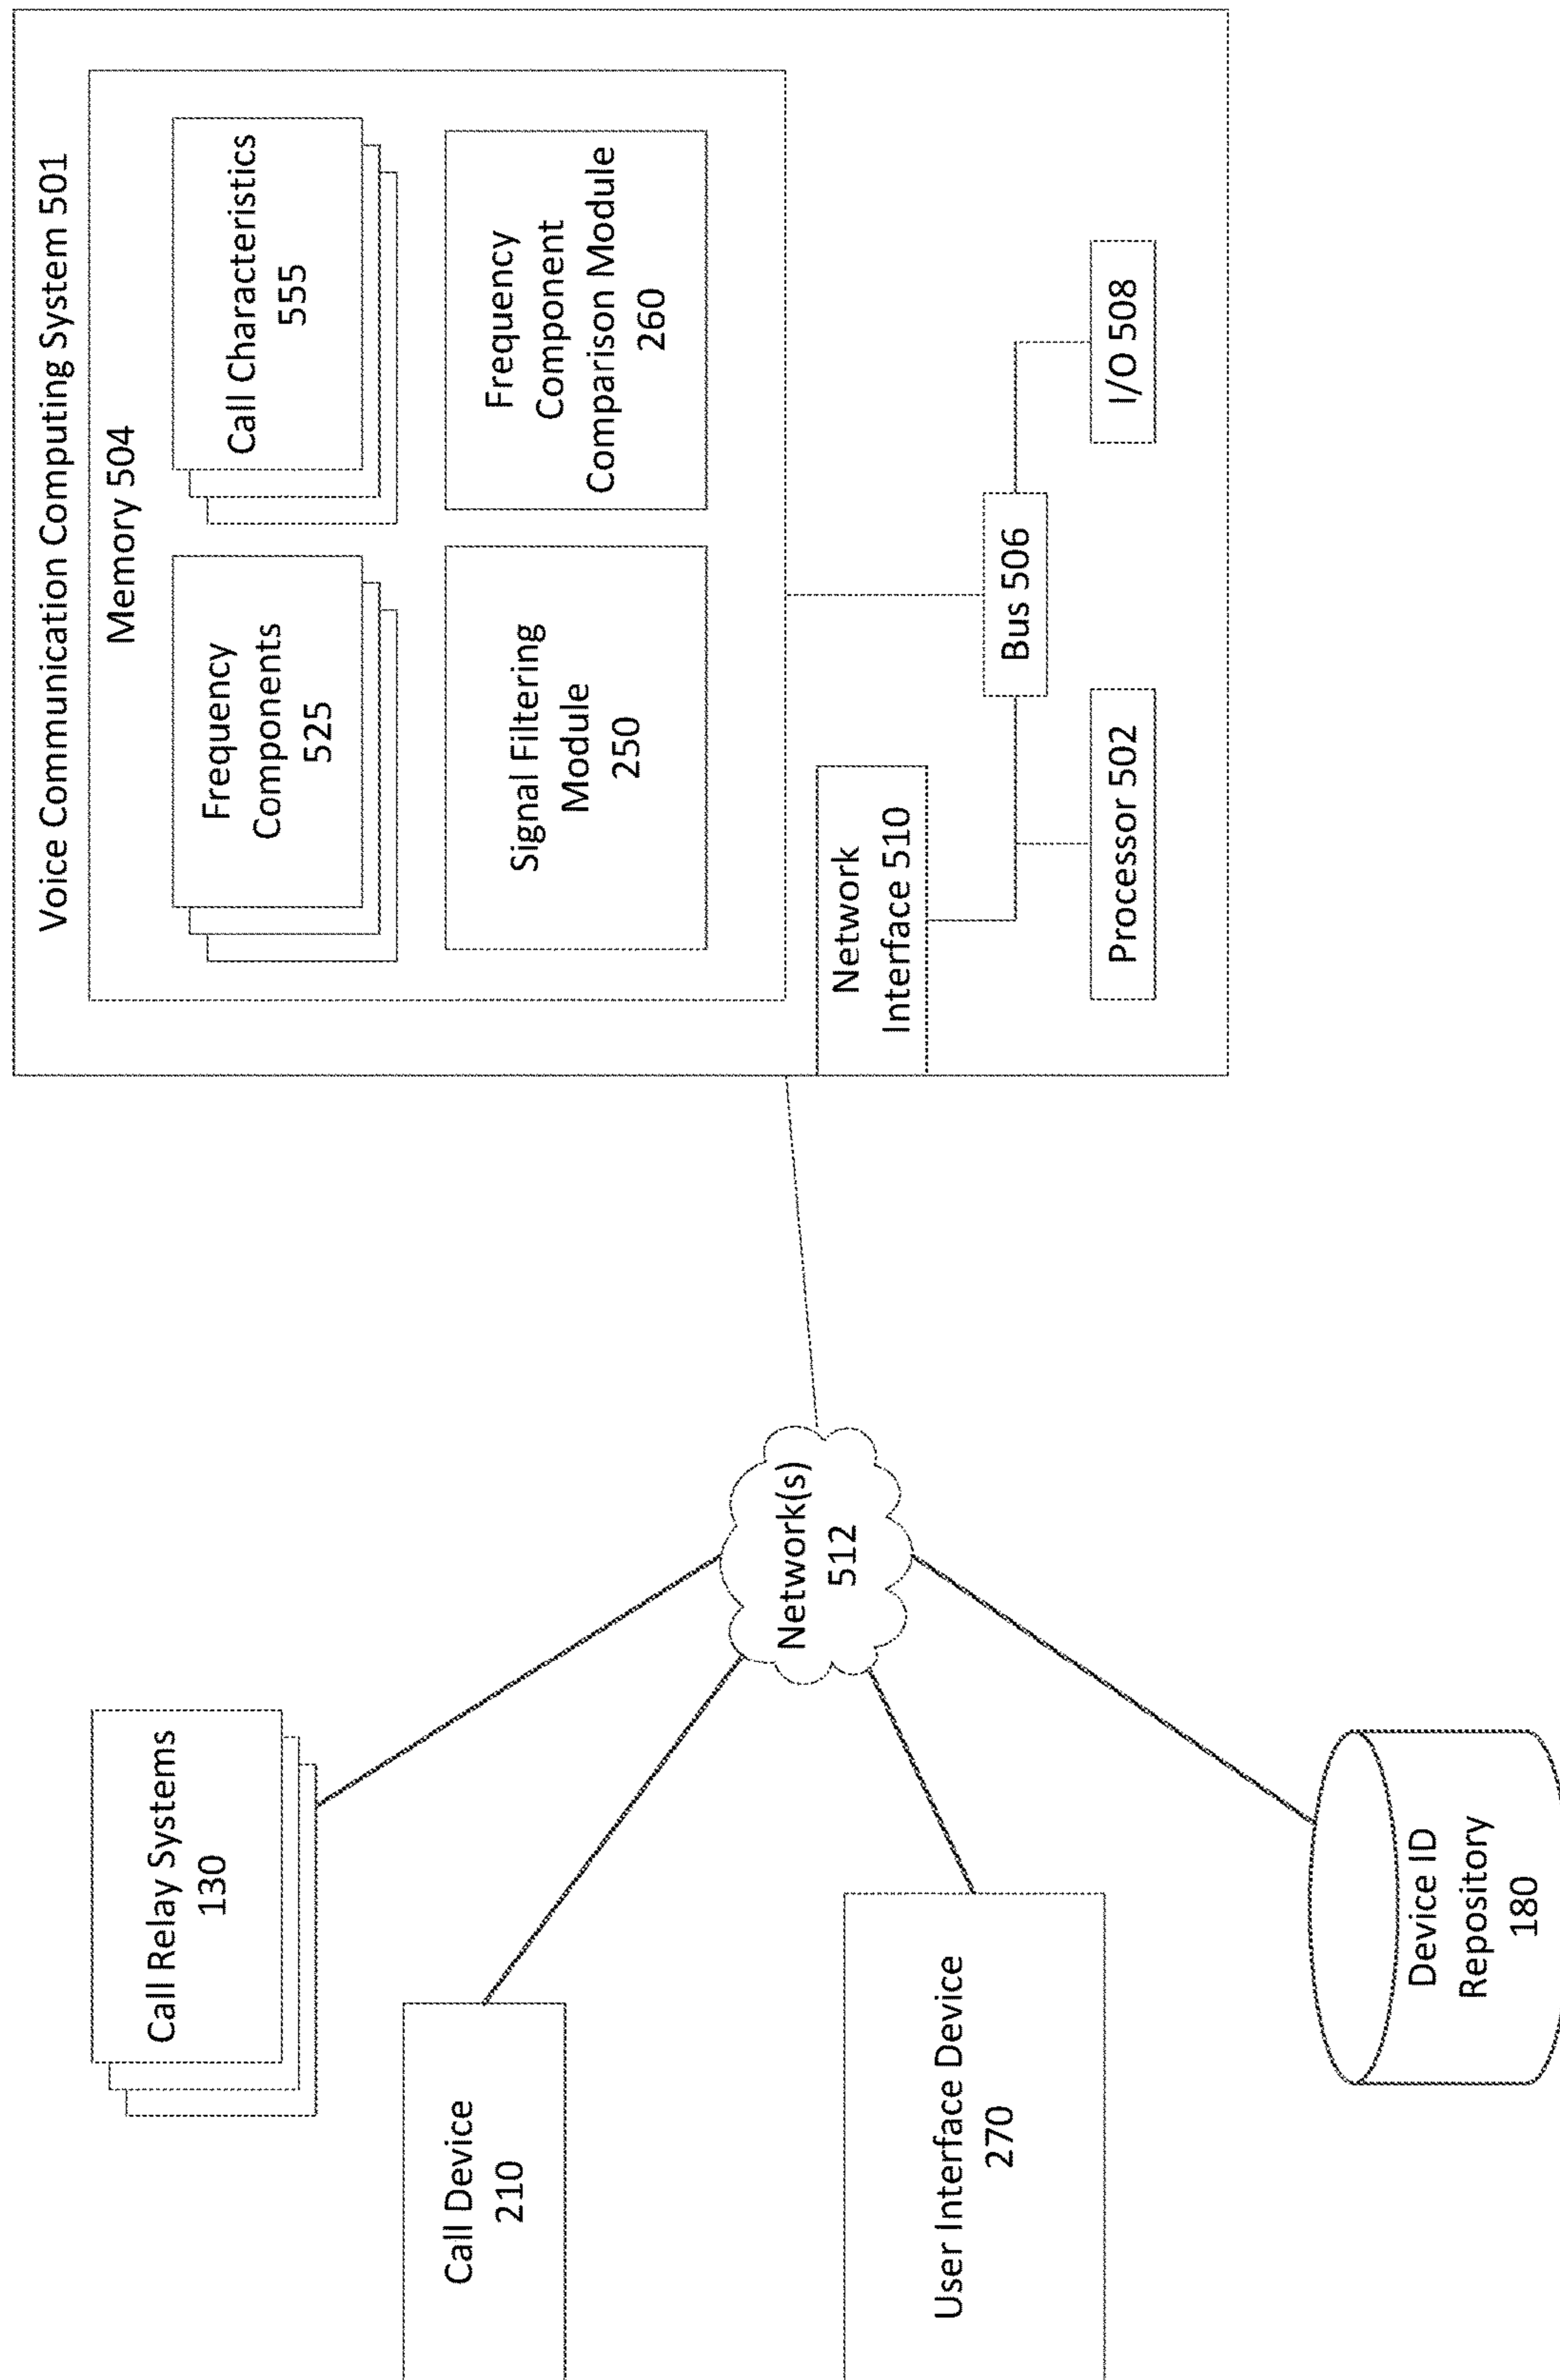 Voice Communication Computing System 501
Memory 504
Frequency
Components
525
Call Characteristics
555
Signal Filtering
Module
250
Frequency
Component
Comparison Module
260
Network
Interface 510
Bus 506
Processor 502
I/O 508
Network(s)
512
Call Relay Systems
130
Call Device
210
User Interface Device
270
Device ID
Repository
180